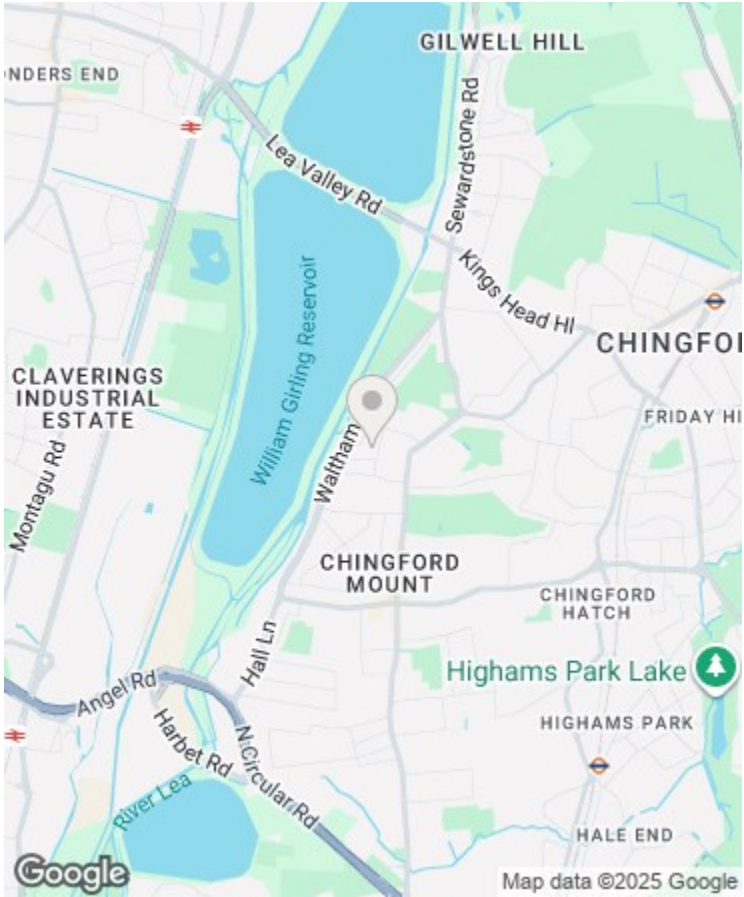 GILWELL HILL
ONDERS END
Lea Valley Rd
Sewardstone Rd
Kings Head Hl
William Girling Reservoir
CHINGFOI
CLAVERINGS
INDUSTRIAL
ESTATE
FRIDAY HI
Montagu Rd
Waltham
CHINGFORD
MOUNT
CHINGFORD
HATCH
Hall Ln
Highams Park Lake
Angel Rd
Harbet Rd
N Circular Rd
HIGHAMS PARK
River Lea
HALE END
Google
Map data ©2025 Google